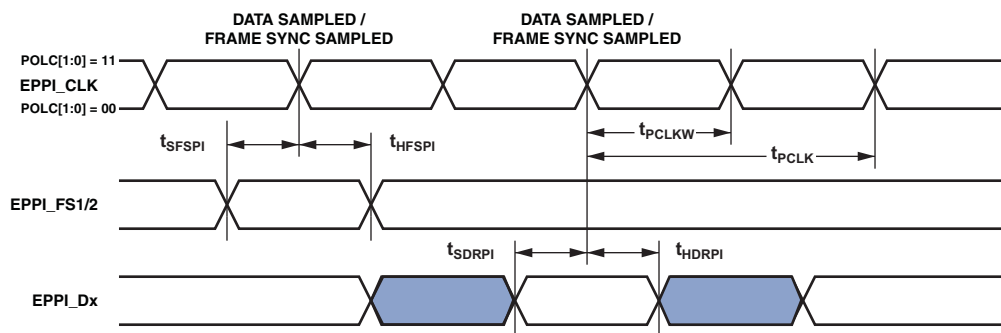 DATA SAMPLED /
FRAME SYNC SAMPLED
DATA SAMPLED /
FRAME SYNC SAMPLED
POLC[1:0] = 11
EPPI_CLK
POLC[1:0] = 00
tSFSPI
tHFSPI
tPCLKW
tPCLK
EPPI_FS1/2
tSDRPI
tHDRPI
EPPI_Dx